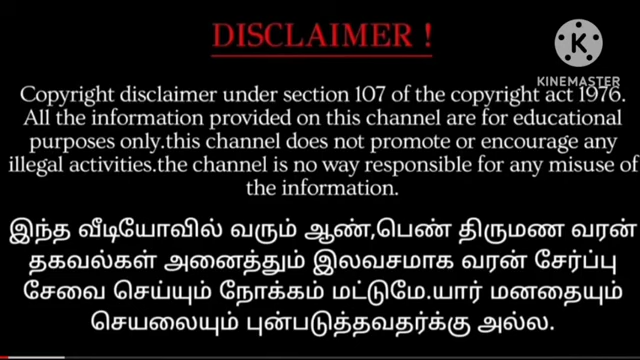 DISCLAIMER !
KINEMASTER
Copyright disclaimer under section 107 of the copyright act 1976.
All the information provided on this channel are for educational
purposes only.this channel does not promote or encourage any
illegal activities.the channel is no way responsible for any misuse of
the information.
இந்த வீடியோவில் வரும் ஆண்,பெண் திருமண வரன்
தகவல்கள் அனைத்தும் இலவசமாக வரன் சேர்ப்பு
சேவை செய்யும் நோக்கம் மட்டுமே.யார் மனதையும்
செயலையும் புன்படுத்தவதர்க்கு அல்ல.